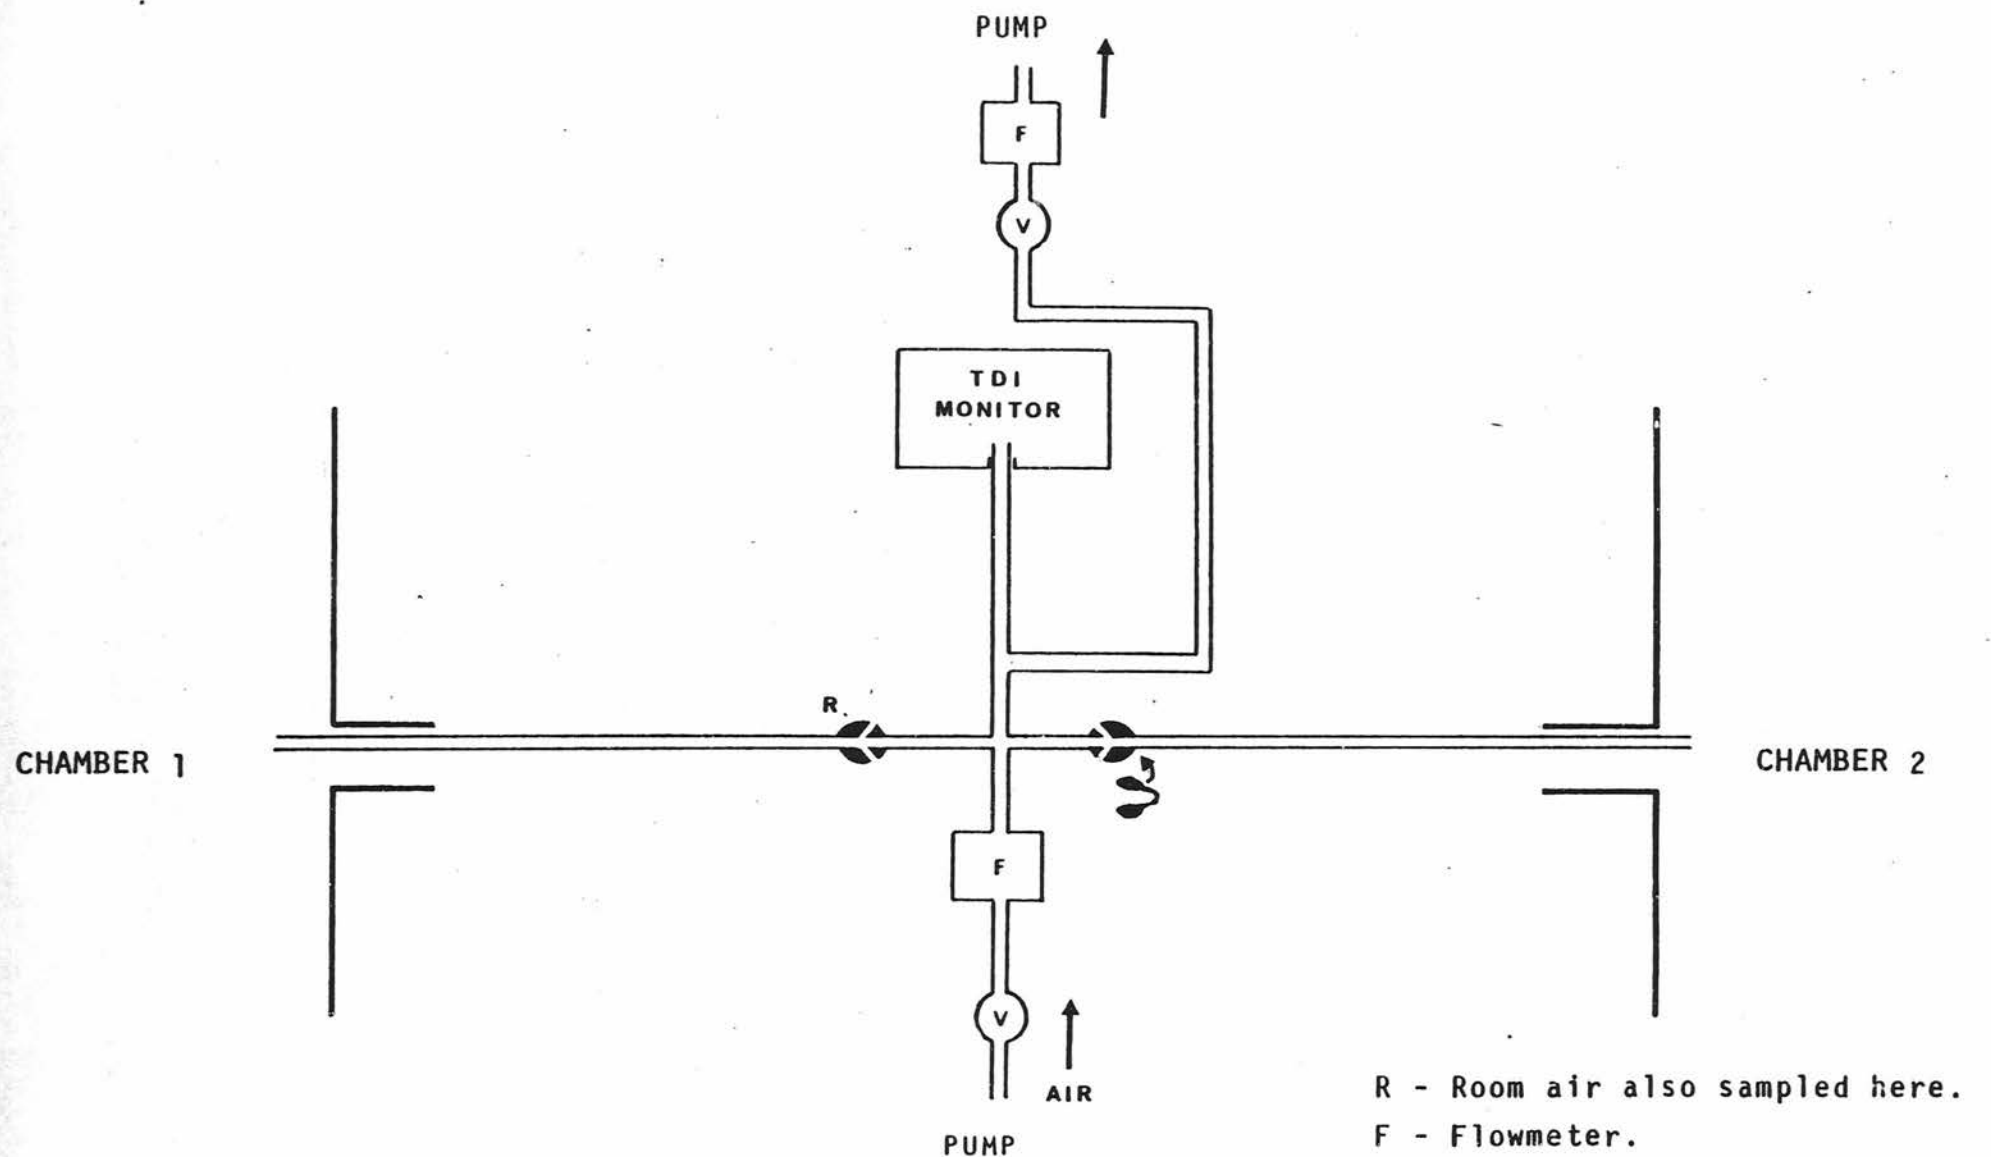 PUMP
F
V
TDI
MONITOR
R
CHAMBER 1
CHAMBER 2
F
V
AIR
PUMP
R - Room air also sampled here.
F - Flowmeter.